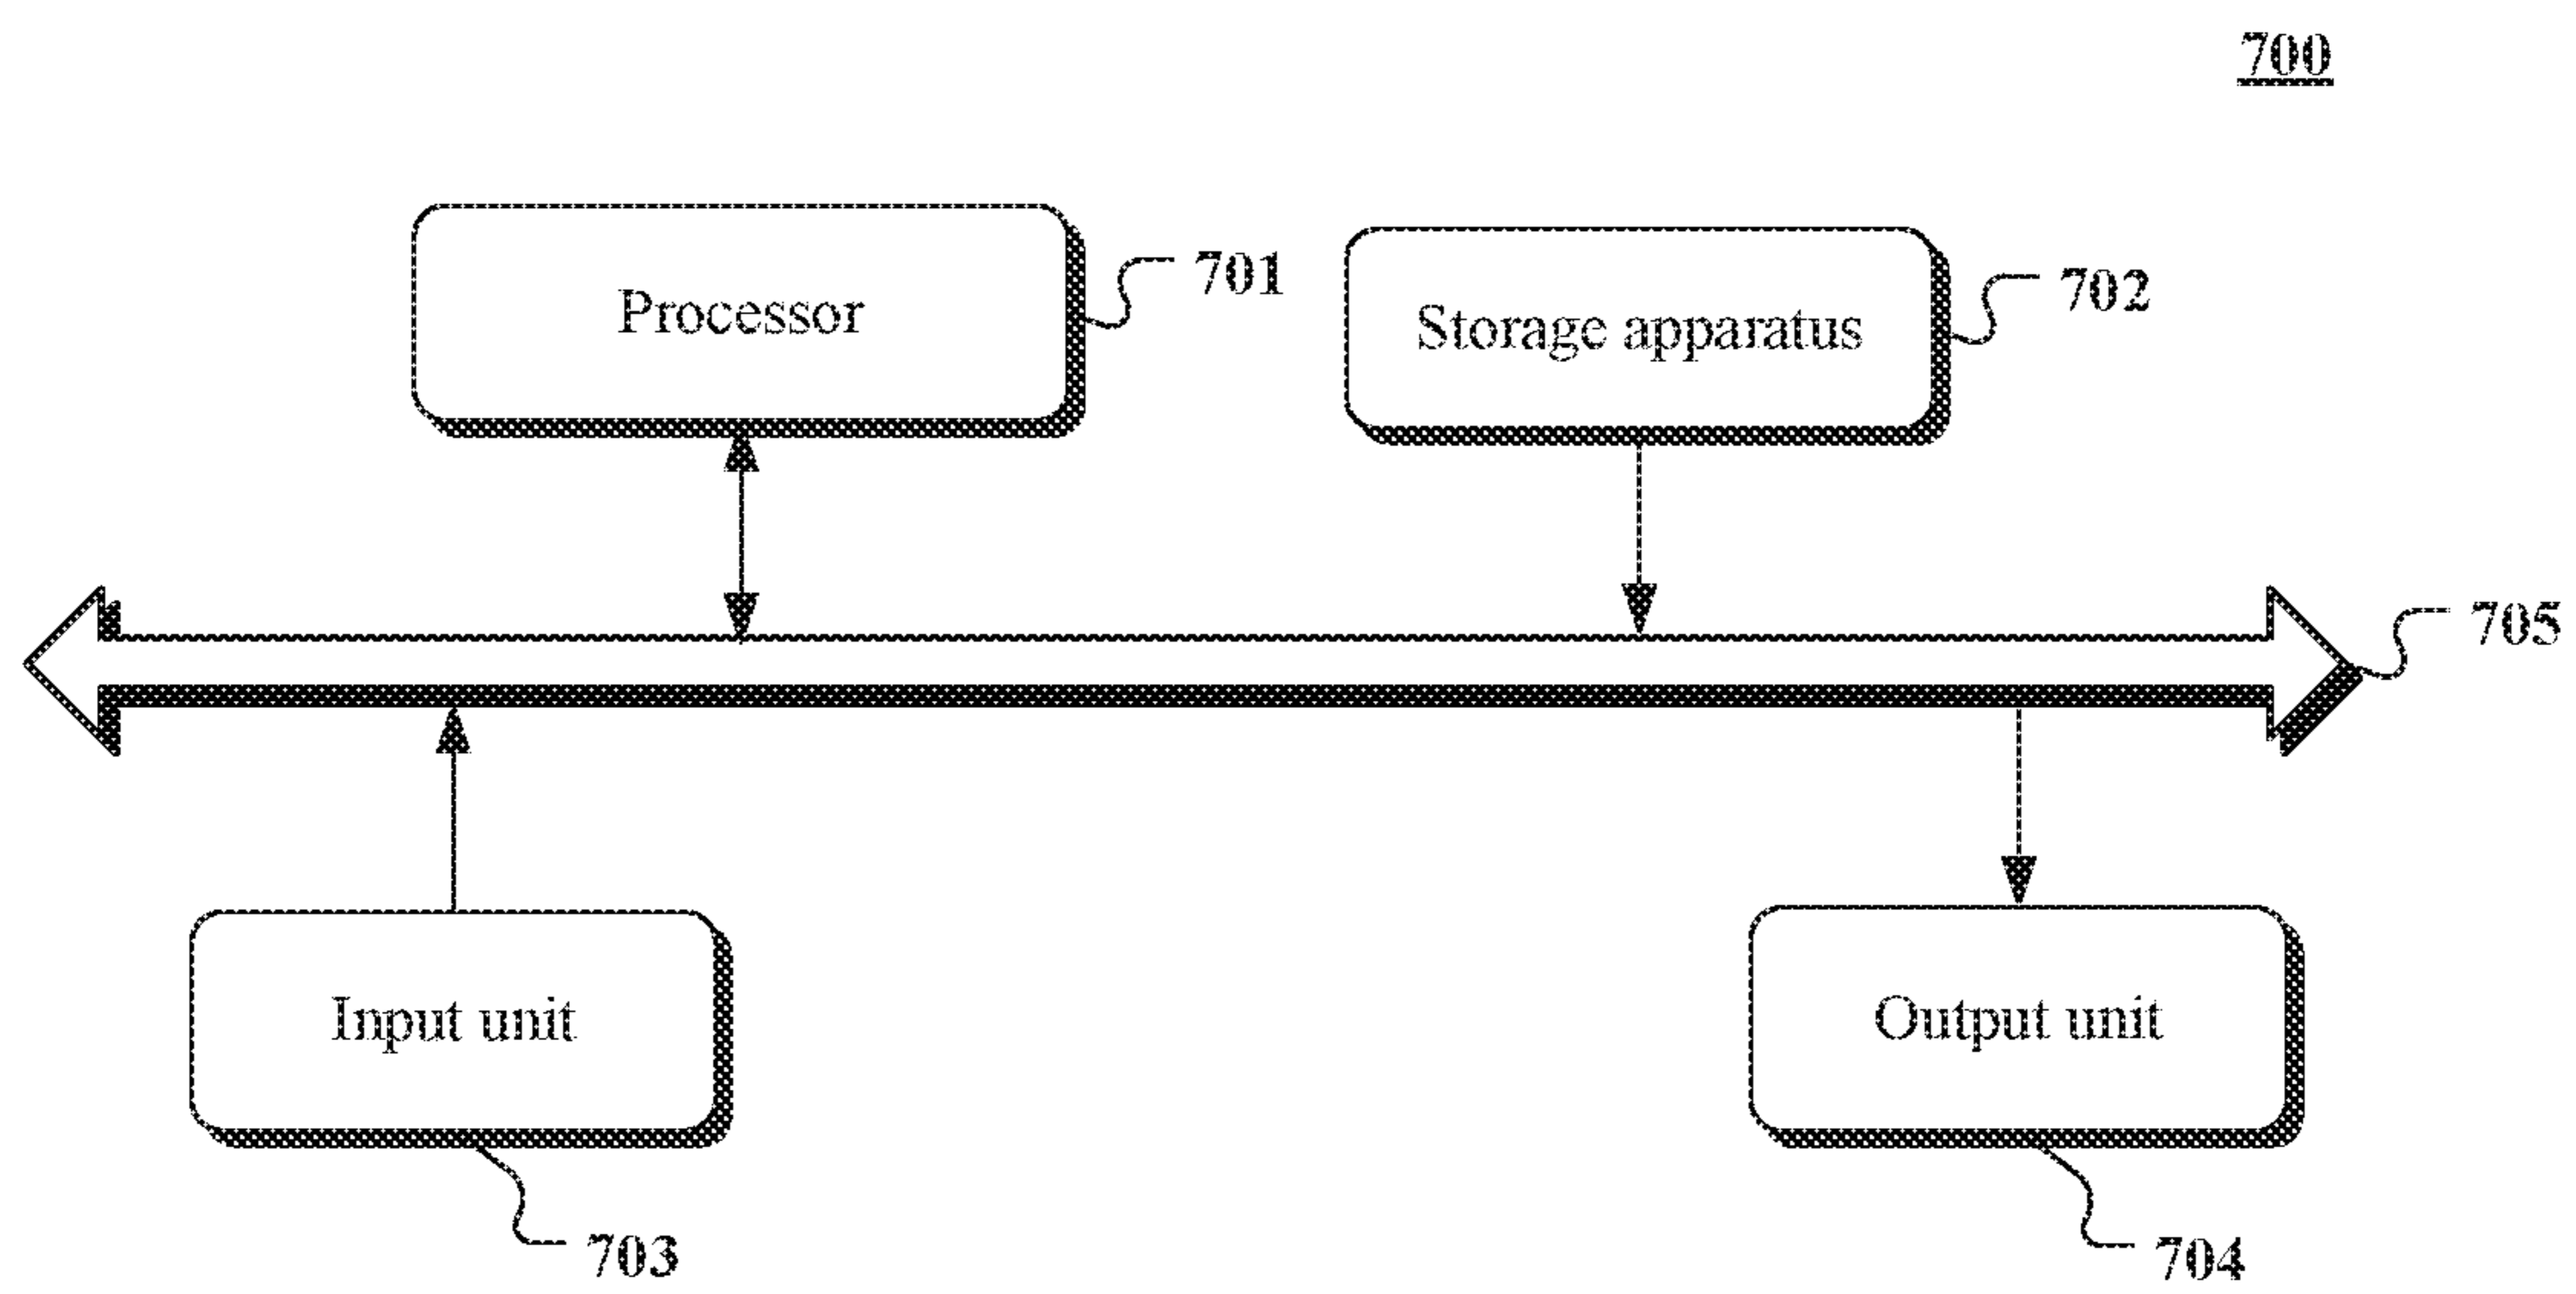 700
Processor
701
Storage apparatus
702
705
Input unit
Output unit
703
704